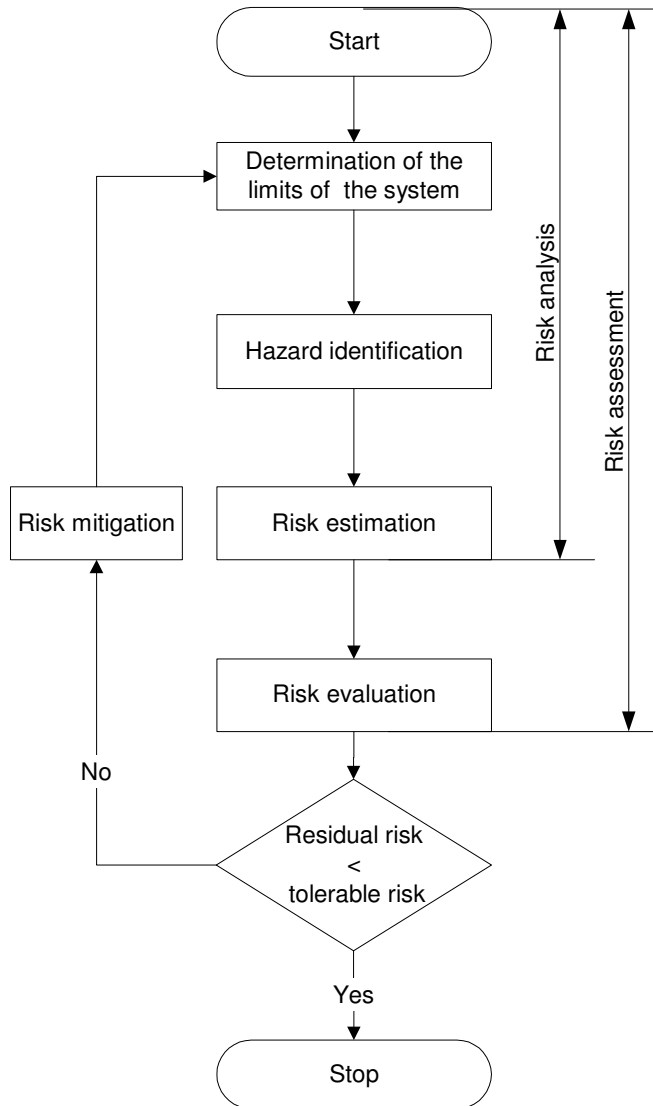 Start
Determination of the
limits of the system
Hazard identification
Risk mitigation
Risk estimation
Risk evaluation
No
Residual risk
<
tolerable risk
Yes
Stop
Risk analysis
Risk assessment